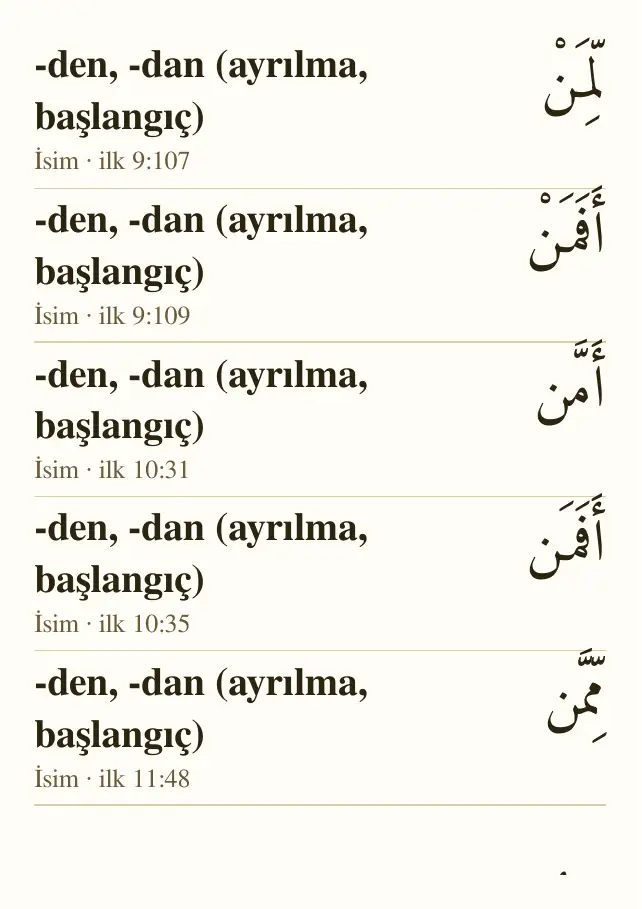 -den, -dan (ayrılma, لِّمَنْ
başlangıç)
İsim · ilk 9:107
-den, -dan (ayrılma, أَفَمَنْ
başlangıç)
İsim · ilk 9:109
-den, -dan (ayrılma, أَمَّن
başlangıç)
İsim · ilk 10:31
-den, -dan (ayrılma, أَفَمَن
başlangıç)
İsim · ilk 10:35
-den, -dan (ayrılma, مِّمَّن
başlangıç)
İsim · ilk 11:48